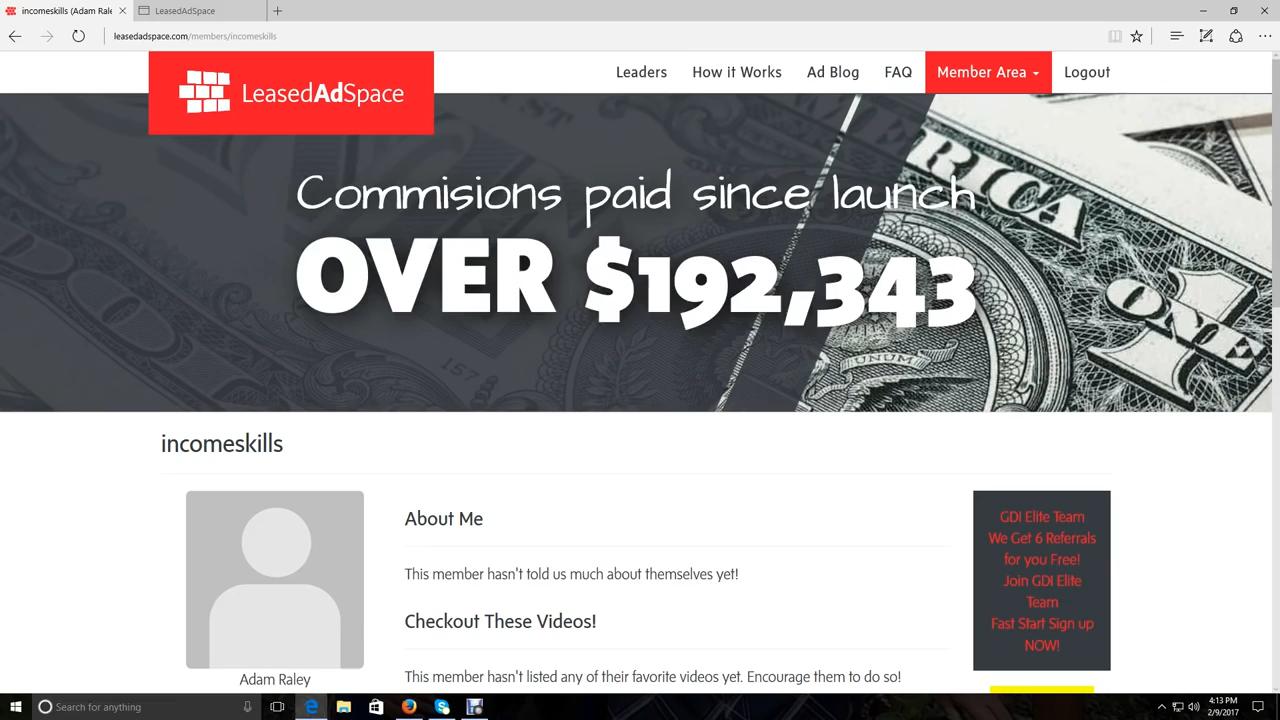 incomeskills (Adam Rale
LeasedAdSpace
leasedadspace.com/members/incomeskills
LeasedAdSpace
Leaders
How it Works
Ad Blog
FAQ
Member Area
Logout
Commisions paid since launch
OVER $192,343
RICA
ONE
UNUM
incomeskills
About Me
This member hasn't told us much about themselves yet!
Checkout These Videos!
This member hasn't listed any of their favorite videos yet. Encourage them to do so!
Adam Raley
GDI Elite Team
We Get 6 Referrals
for you Free!
Join GDI Elite
Team
Fast Start Sign up
NOW!
Search for anything
4:13 PM
2/9/2017